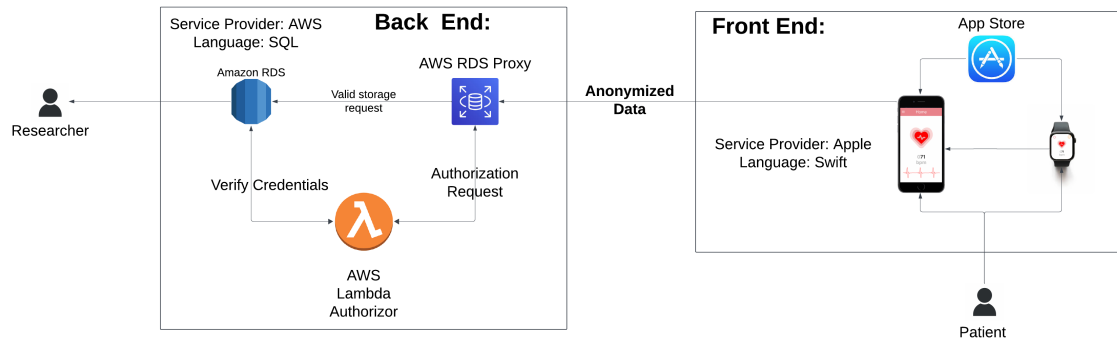 Back End:
Service Provider: AWS
Language: SQL
Amazon RDS
AWS RDS Proxy
Valid storage
request
Researcher
Verify Credentials
Authorization
Request
AWS
Lambda
Authorizor
Anonymized
Data
Front End:
App Store
Service Provider: Apple
Language: Swift
71
Patient